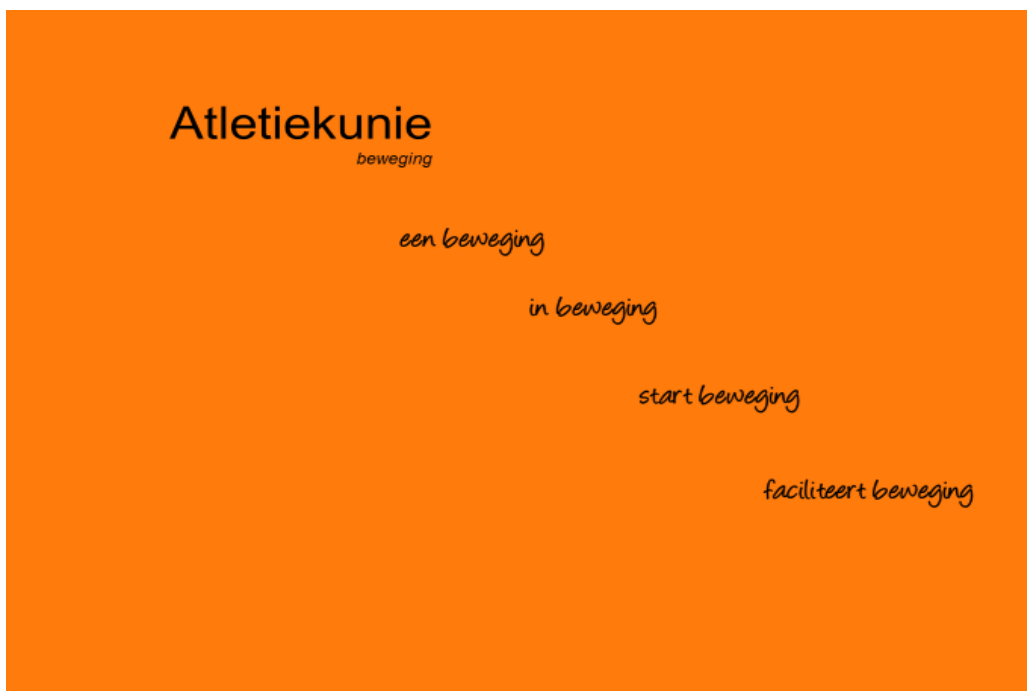 Atletiekunie
beweging
een beweging
in beweging
start beweging
faciliteert beweging